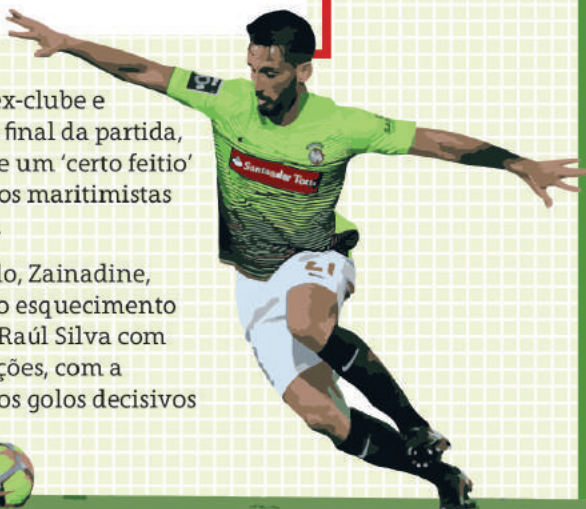 ex-clube e
final da partida,
e um ‘certo feitio’
os maritimistas
lo, Zainadine,
o esquecimento
Raúl Silva com
ções, com a
os golos decisivos
Santander Totta
21